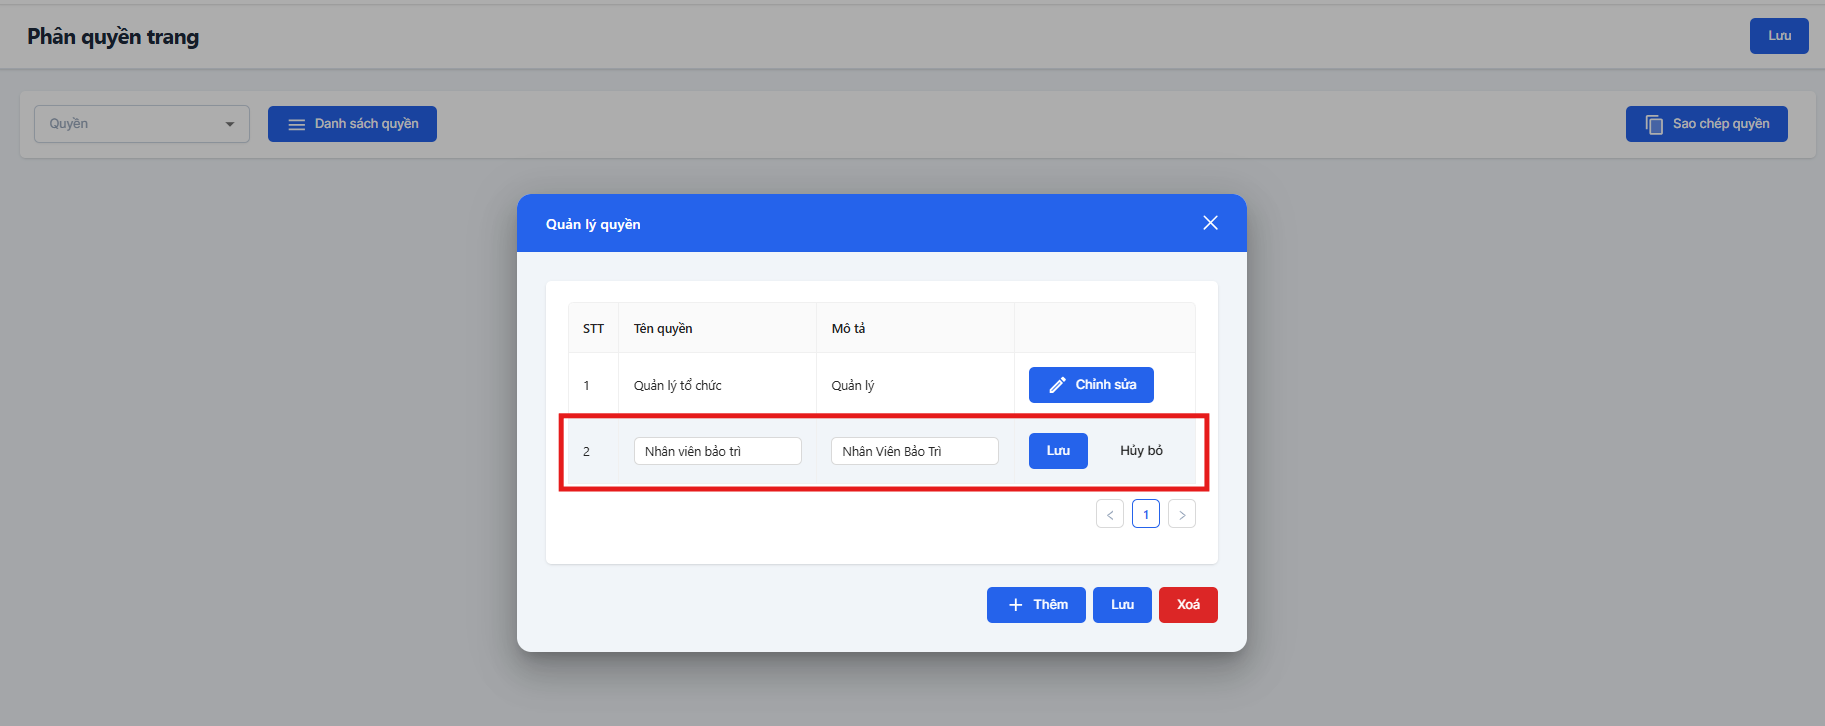 Phân quyền trang
Lưu
Quyền
Danh sách quyền
Sao chép quyền
Quản lý quyền
STT Tên quyền Mô tả
1 Quản lý tổ chức Quản lý Chỉnh sửa
2 Nhân viên bảo trì Nhân Viên Bảo Trì Lưu Hủy bỏ
< 1 >
+ Thêm Lưu Xoá